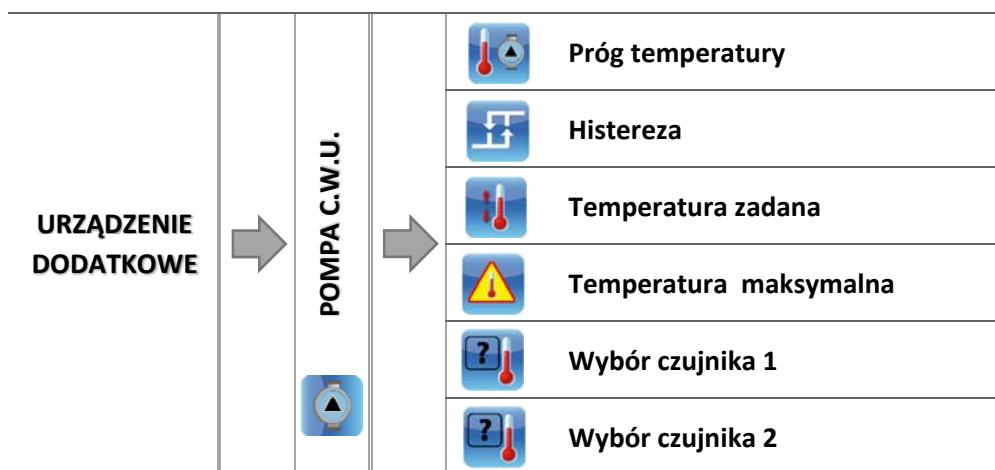 URZĄDZENIE
DODATKOWE
POMPA C.W.U.
Próg temperatury
Histereza
Temperatura zadana
Temperatura maksymalna
?
Wybór czujnika 1
?
Wybór czujnika 2